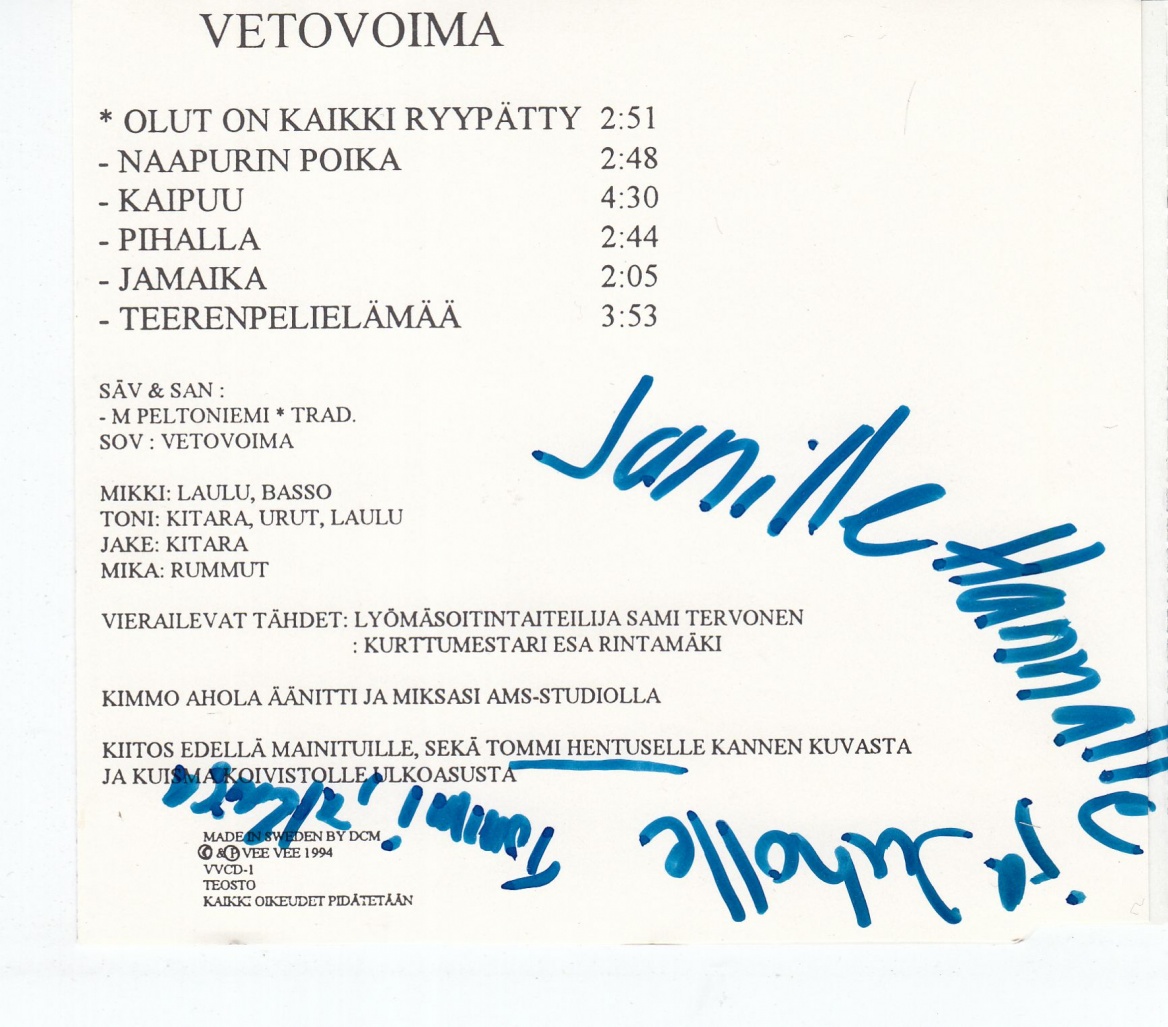 VETOVOIMA
* OLUT ON KAIKKI RYYPÄTTY 2:51
- NAAPURIN POIKA 2:48
- KAIPUU 4:30
- PIHALLA 2:44
- JAMAIKA 2:05
- TEERENPELIELÄMÄÄ 3:53
SÄV & SAN :
- M PELTONIEMI * TRAD.
SOV : VETOVOIMA
MIKKI: LAULU, BASSO
TONI: KITARA, URUT, LAULU
JAKE: KITARA
MIKA: RUMMUT
VIERAILEVAT TÄHDET: LYÖMÄSOITINTAITEILIJA SAMI TERVONEN
: KURTTUMESTARI ESA RINTAMÄKI
KIMMO AHOLA ÄÄNITTI JA MIKSASI AMS-STUDIOLLA
KIITOS EDELLÄ MAINITUILLE, SEKÄ TOMMI HENTUSELLE KANNEN KUVASTA
JA KUISMA KOIVISTOLLE ULKOASUSTA
MADE IN SWEDEN BY DCM
© & ℗ VEE VEE 1994
VVCD-1
TEOSTO
KAIKKI OIKEUDET PIDÄTETÄÄN
Janille Hannalle
ja Juholle
Tommi